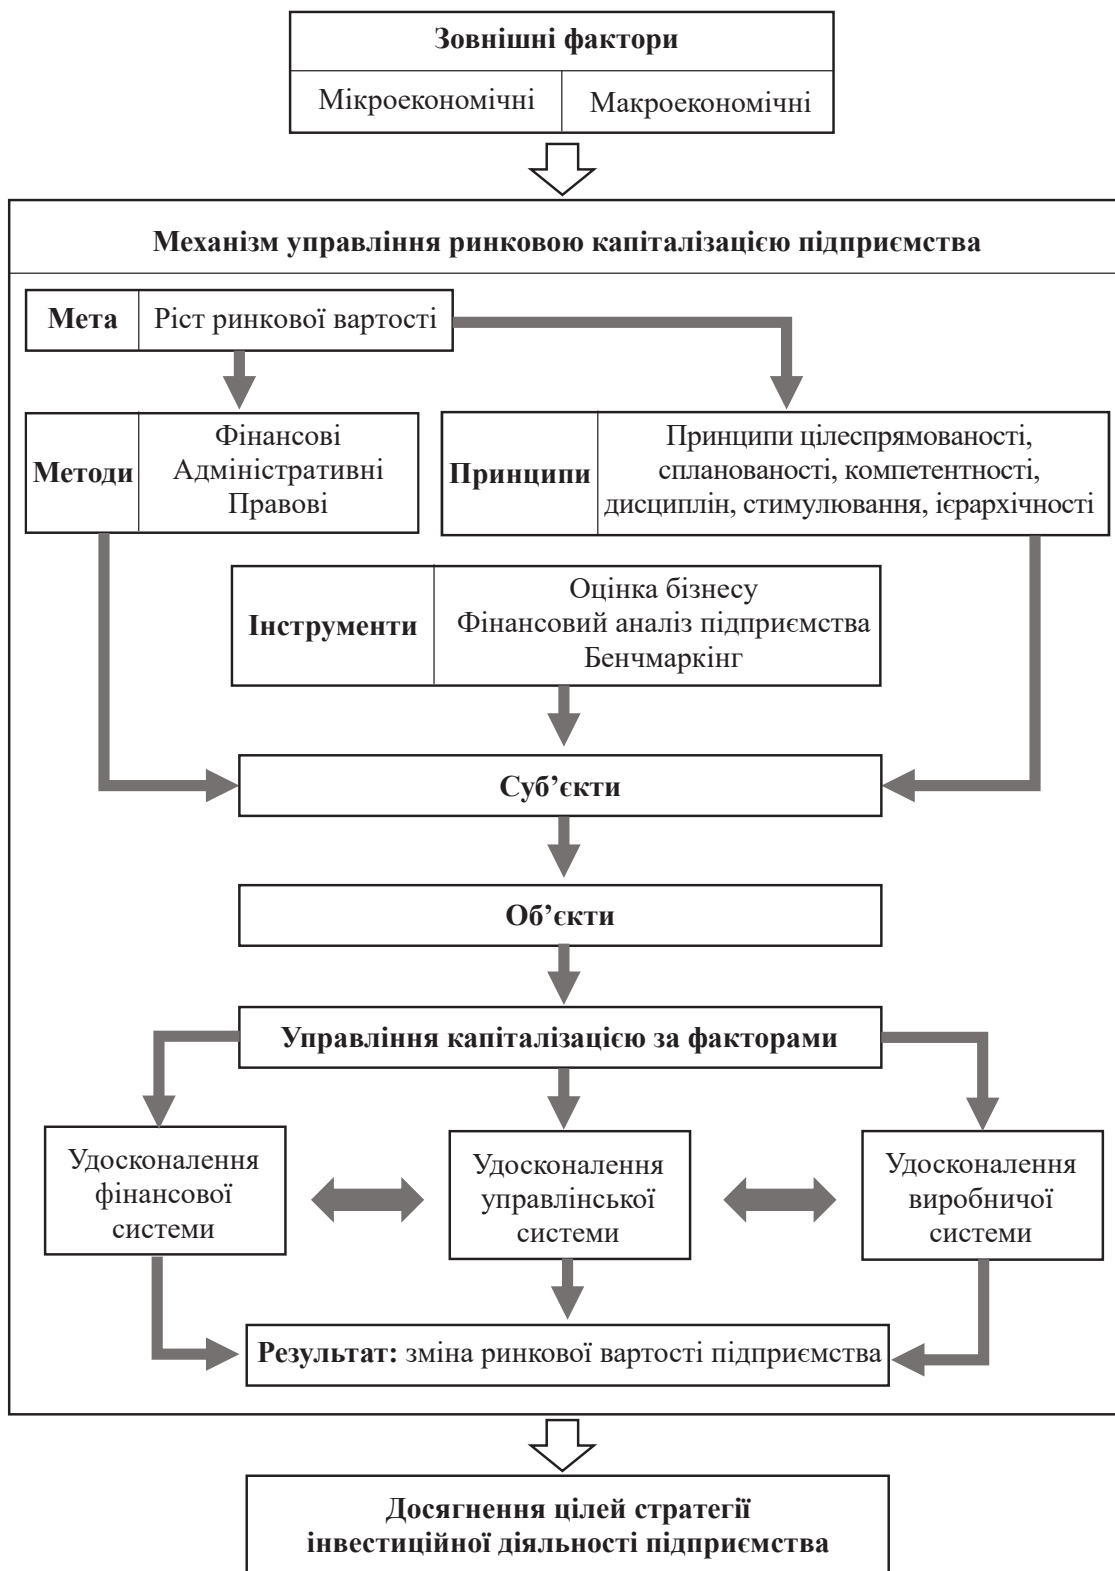 Зовнішні фактори
Мікроекономічні
Макроекономічні
Механізм управління ринковою капіталізацією підприємства
Мета
Ріст ринкової вартості
Методи
Фінансові
Адміністративні
Правові
Принципи
Принципи цілеспрямованості,
спланованості, компетентності,
дисциплін, стимулювання, ієрархічності
Інструменти
Оцінка бізнесу
Фінансовий аналіз підприємства
Бенчмаркінг
Суб’єкти
Об’єкти
Управління капіталізацією за факторами
Удосконалення
фінансової
системи
Удосконалення
управлінської
системи
Удосконалення
виробничої
системи
Результат: зміна ринкової вартості підприємства
Досягнення цілей стратегії
інвестиційної діяльності підприємства